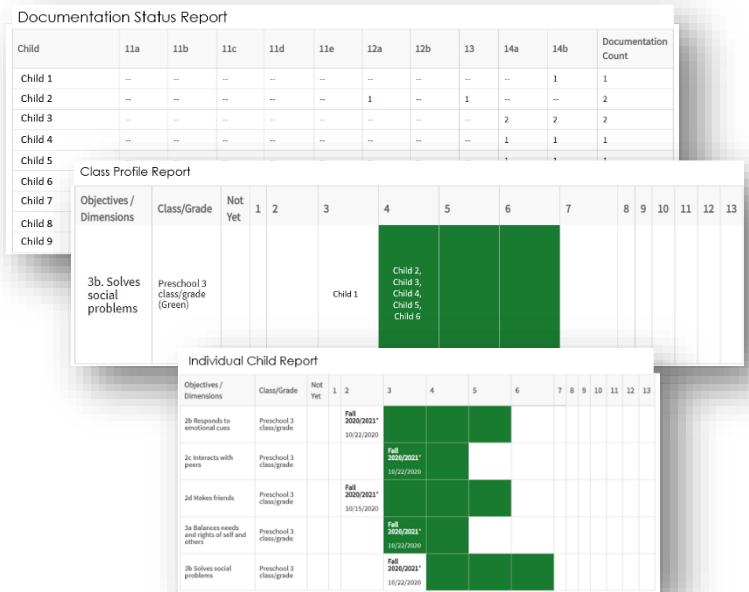 Documentation Status Report
Child 11a 11b 11c 11d 11e 12a 12b 13 14a 14b Documentation Count
Child 1 -- -- -- -- -- -- -- -- -- 1 1
Child 2 -- -- -- -- -- 1 -- 1 -- -- 2
Child 3 -- -- -- -- -- -- -- -- 2 2 2
Child 4 -- -- -- -- -- -- -- -- 1 1 1
Child 5
Child 6
Child 7
Child 8
Child 9
Class Profile Report
Objectives / Dimensions Class/Grade Not Yet 1 2 3 4 5 6 7 8 9 10 11 12 13
3b. Solves social problems
Preschool 3 class/grade (Green)
Child 1
Child 2,
Child 3,
Child 4,
Child 5,
Child 6
Individual Child Report
Objectives / Dimensions Class/Grade Not Yet 1 2 3 4 5 6 7 8 9 10 11 12 13
2b Responds to emotional cues Preschool 3 class/grade Fall 2020/2021* 10/22/2020
2c Interacts with peers Preschool 3 class/grade Fall 2020/2021* 10/22/2020
2d Makes friends Preschool 3 class/grade Fall 2020/2021* 10/15/2020
3a Balances needs and rights of self and others Preschool 3 class/grade Fall 2020/2021* 10/22/2020
3b Solves social problems Preschool 3 class/grade Fall 2020/2021* 10/22/2020